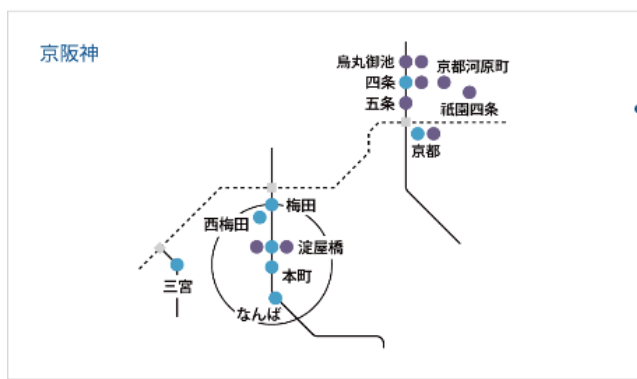 京阪神
烏丸御池
京都河原町
四条
祇園四条
五条
京都
梅田
西梅田
淀屋橋
本町
三宮
なんば